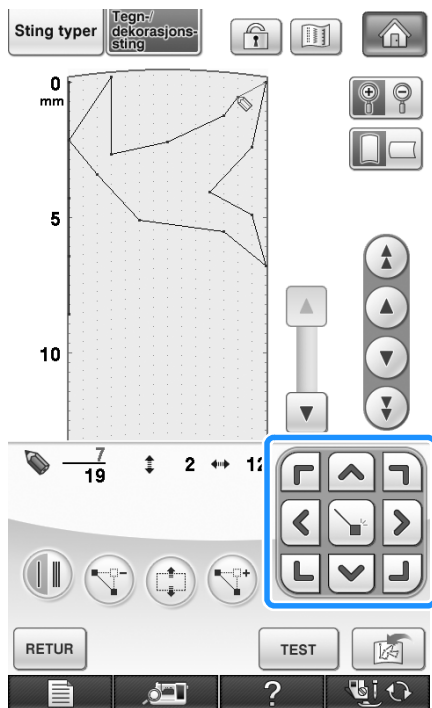 Sting typer
Tegn-/
dekorasjons-
sting
0
mm
5
10
7
19
2
12
RETUR
TEST
?